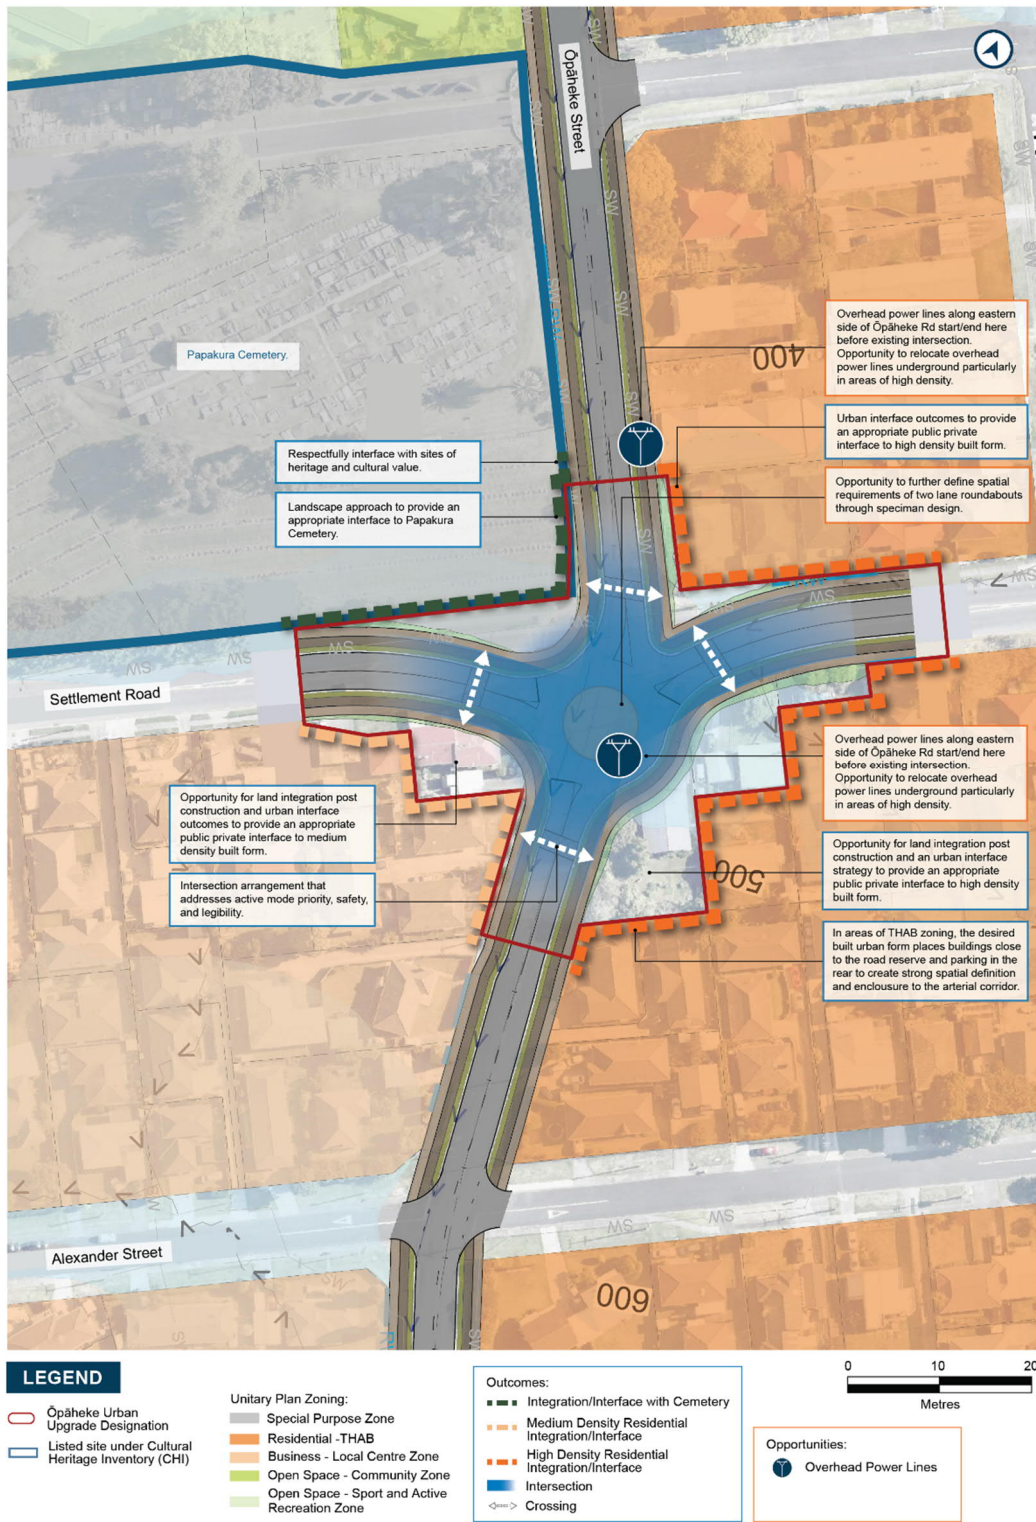 Ōpāheke Street
Papakura Cemetery.
Overhead power lines along eastern
side of Ōpāheke Rd start/end here
before existing intersection.
Opportunity to relocate overhead
power lines underground particularly
in areas of high density.
400
Urban interface outcomes to provide
an appropriate public private
interface to high density built form.
Respectfully interface with sites of
heritage and cultural value.
Opportunity to further define spatial
requirements of two lane roundabouts
through speciman design.
Landscape approach to provide an
appropriate interface to Papakura
Cemetery.
SW
SW
SW
SW
SW
SW
SW
SW
Settlement Road
Overhead power lines along eastern
side of Ōpāheke Rd start/end here
before existing intersection.
Opportunity to relocate overhead
power lines underground particularly
in areas of high density.
Opportunity for land integration post
construction and urban interface
outcomes to provide an appropriate
public private interface to medium
density built form.
Opportunity for land integration post
construction and an urban interface
strategy to provide an appropriate
public private interface to high density
built form.
500
Intersection arrangement that
addresses active mode priority, safety,
and legibility.
In areas of THAB zoning, the desired
built urban form places buildings close
to the road reserve and parking in the
rear to create strong spatial definition
and enclousure to the arterial corridor.
SW
SW
Alexander Street
600
LEGEND
Ōpāheke Urban
Upgrade Designation
Listed site under Cultural
Heritage Inventory (CHI)
Unitary Plan Zoning:
Special Purpose Zone
Residential -THAB
Business - Local Centre Zone
Open Space - Community Zone
Open Space - Sport and Active
Recreation Zone
Outcomes:
Integration/Interface with Cemetery
Medium Density Residential
Integration/Interface
High Density Residential
Integration/Interface
Intersection
Crossing
0 10 20
Metres
Opportunities:
Overhead Power Lines